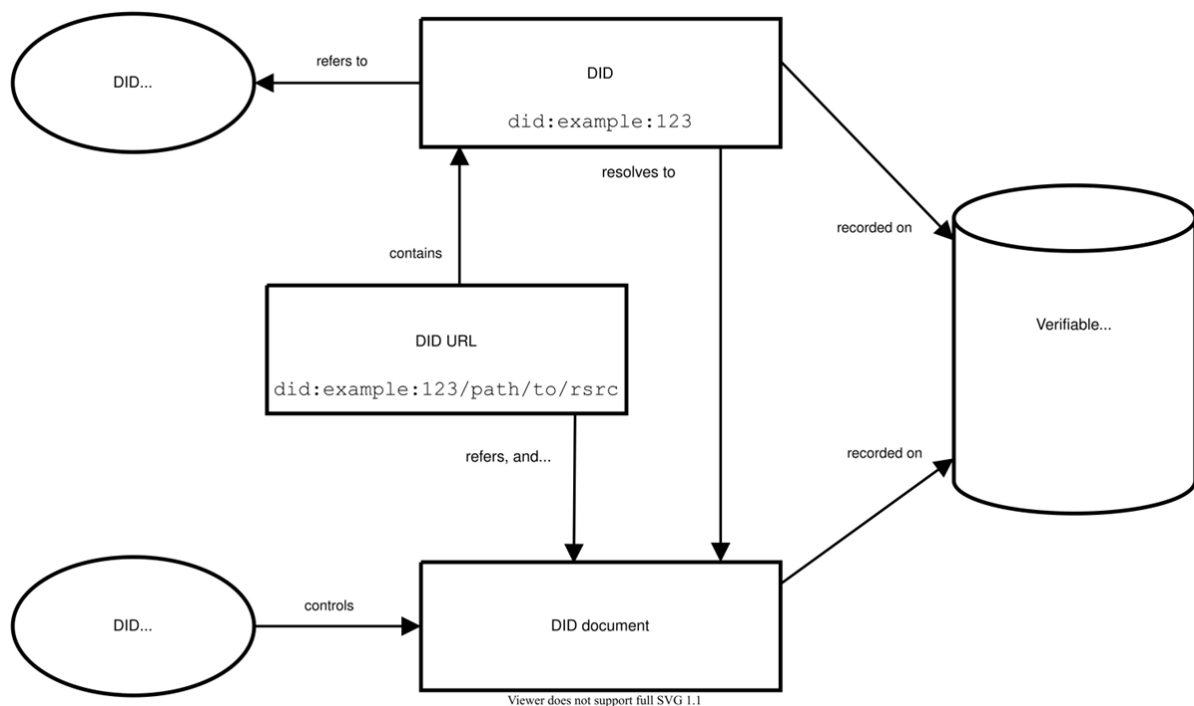 refers to
DID...
DID
did:example:123
resolves to
recorded on
contains
Verifiable...
DID URL
did:example:123/path/to/rsrc
refers, and...
recorded on
controls
DID...
DID document
Viewer does not support full SVG 1.1